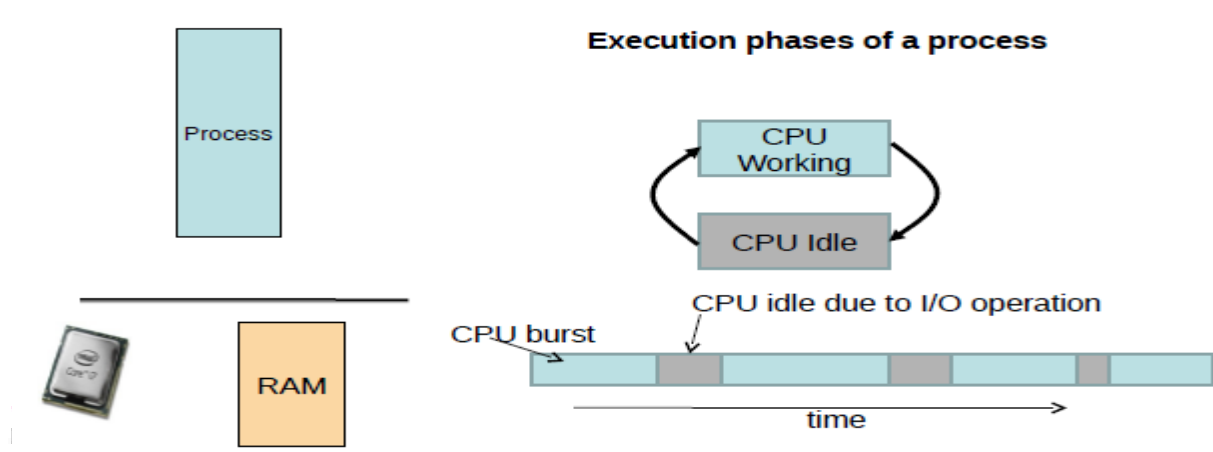 Execution phases of a process
Process
CPU
Working
CPU Idle
CPU idle due to I/O operation
CPU burst
RAM
time